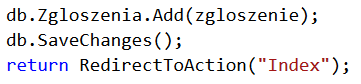 db.Zgloszenia.Add(zgloszenie);
db.SaveChanges();
return RedirectToAction("Index");